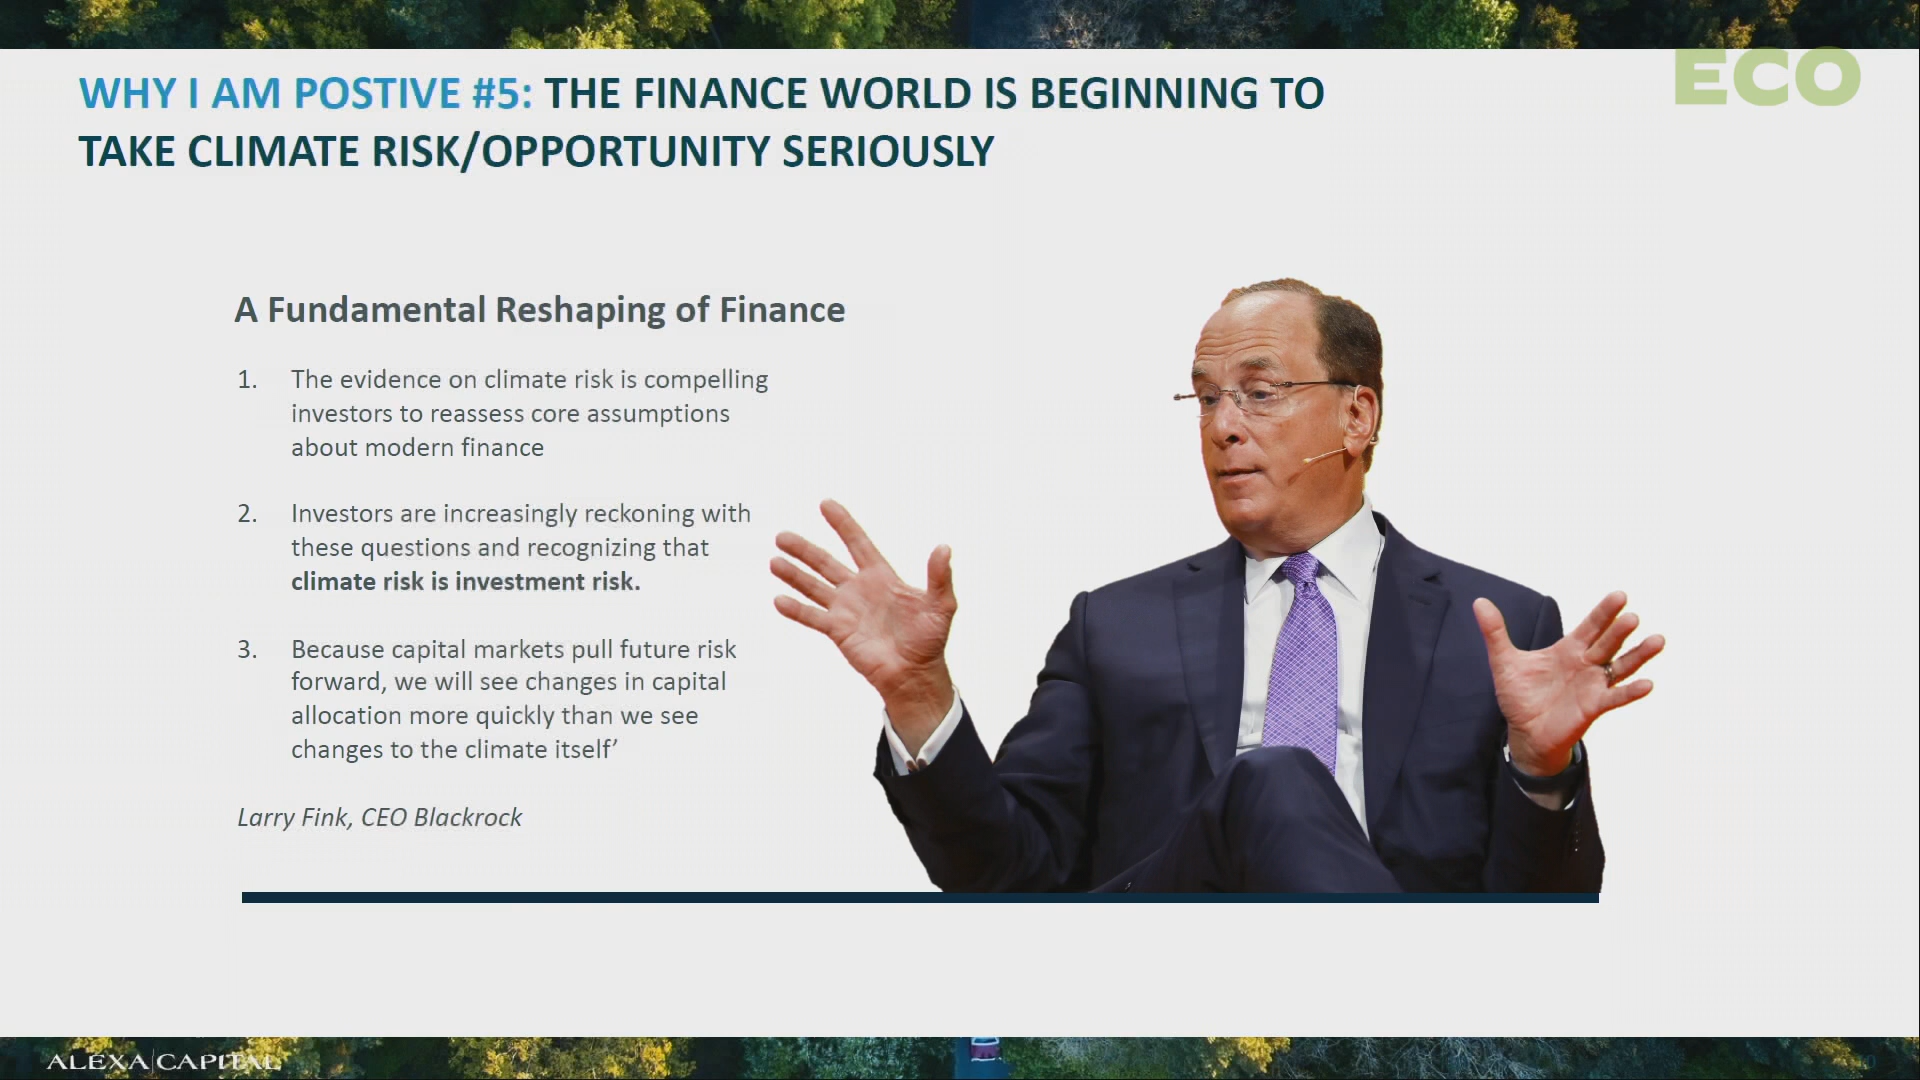 ECO
WHY I AM POSTIVE #5: THE FINANCE WORLD IS BEGINNING TO
TAKE CLIMATE RISK/OPPORTUNITY SERIOUSLY
A Fundamental Reshaping of Finance
1. The evidence on climate risk is compelling
investors to reassess core assumptions
about modern finance
2. Investors are increasingly reckoning with
these questions and recognizing that
climate risk is investment risk.
3. Because capital markets pull future risk
forward, we will see changes in capital
allocation more quickly than we see
changes to the climate itself’
Larry Fink, CEO Blackrock
ALEXA|CAPITAL